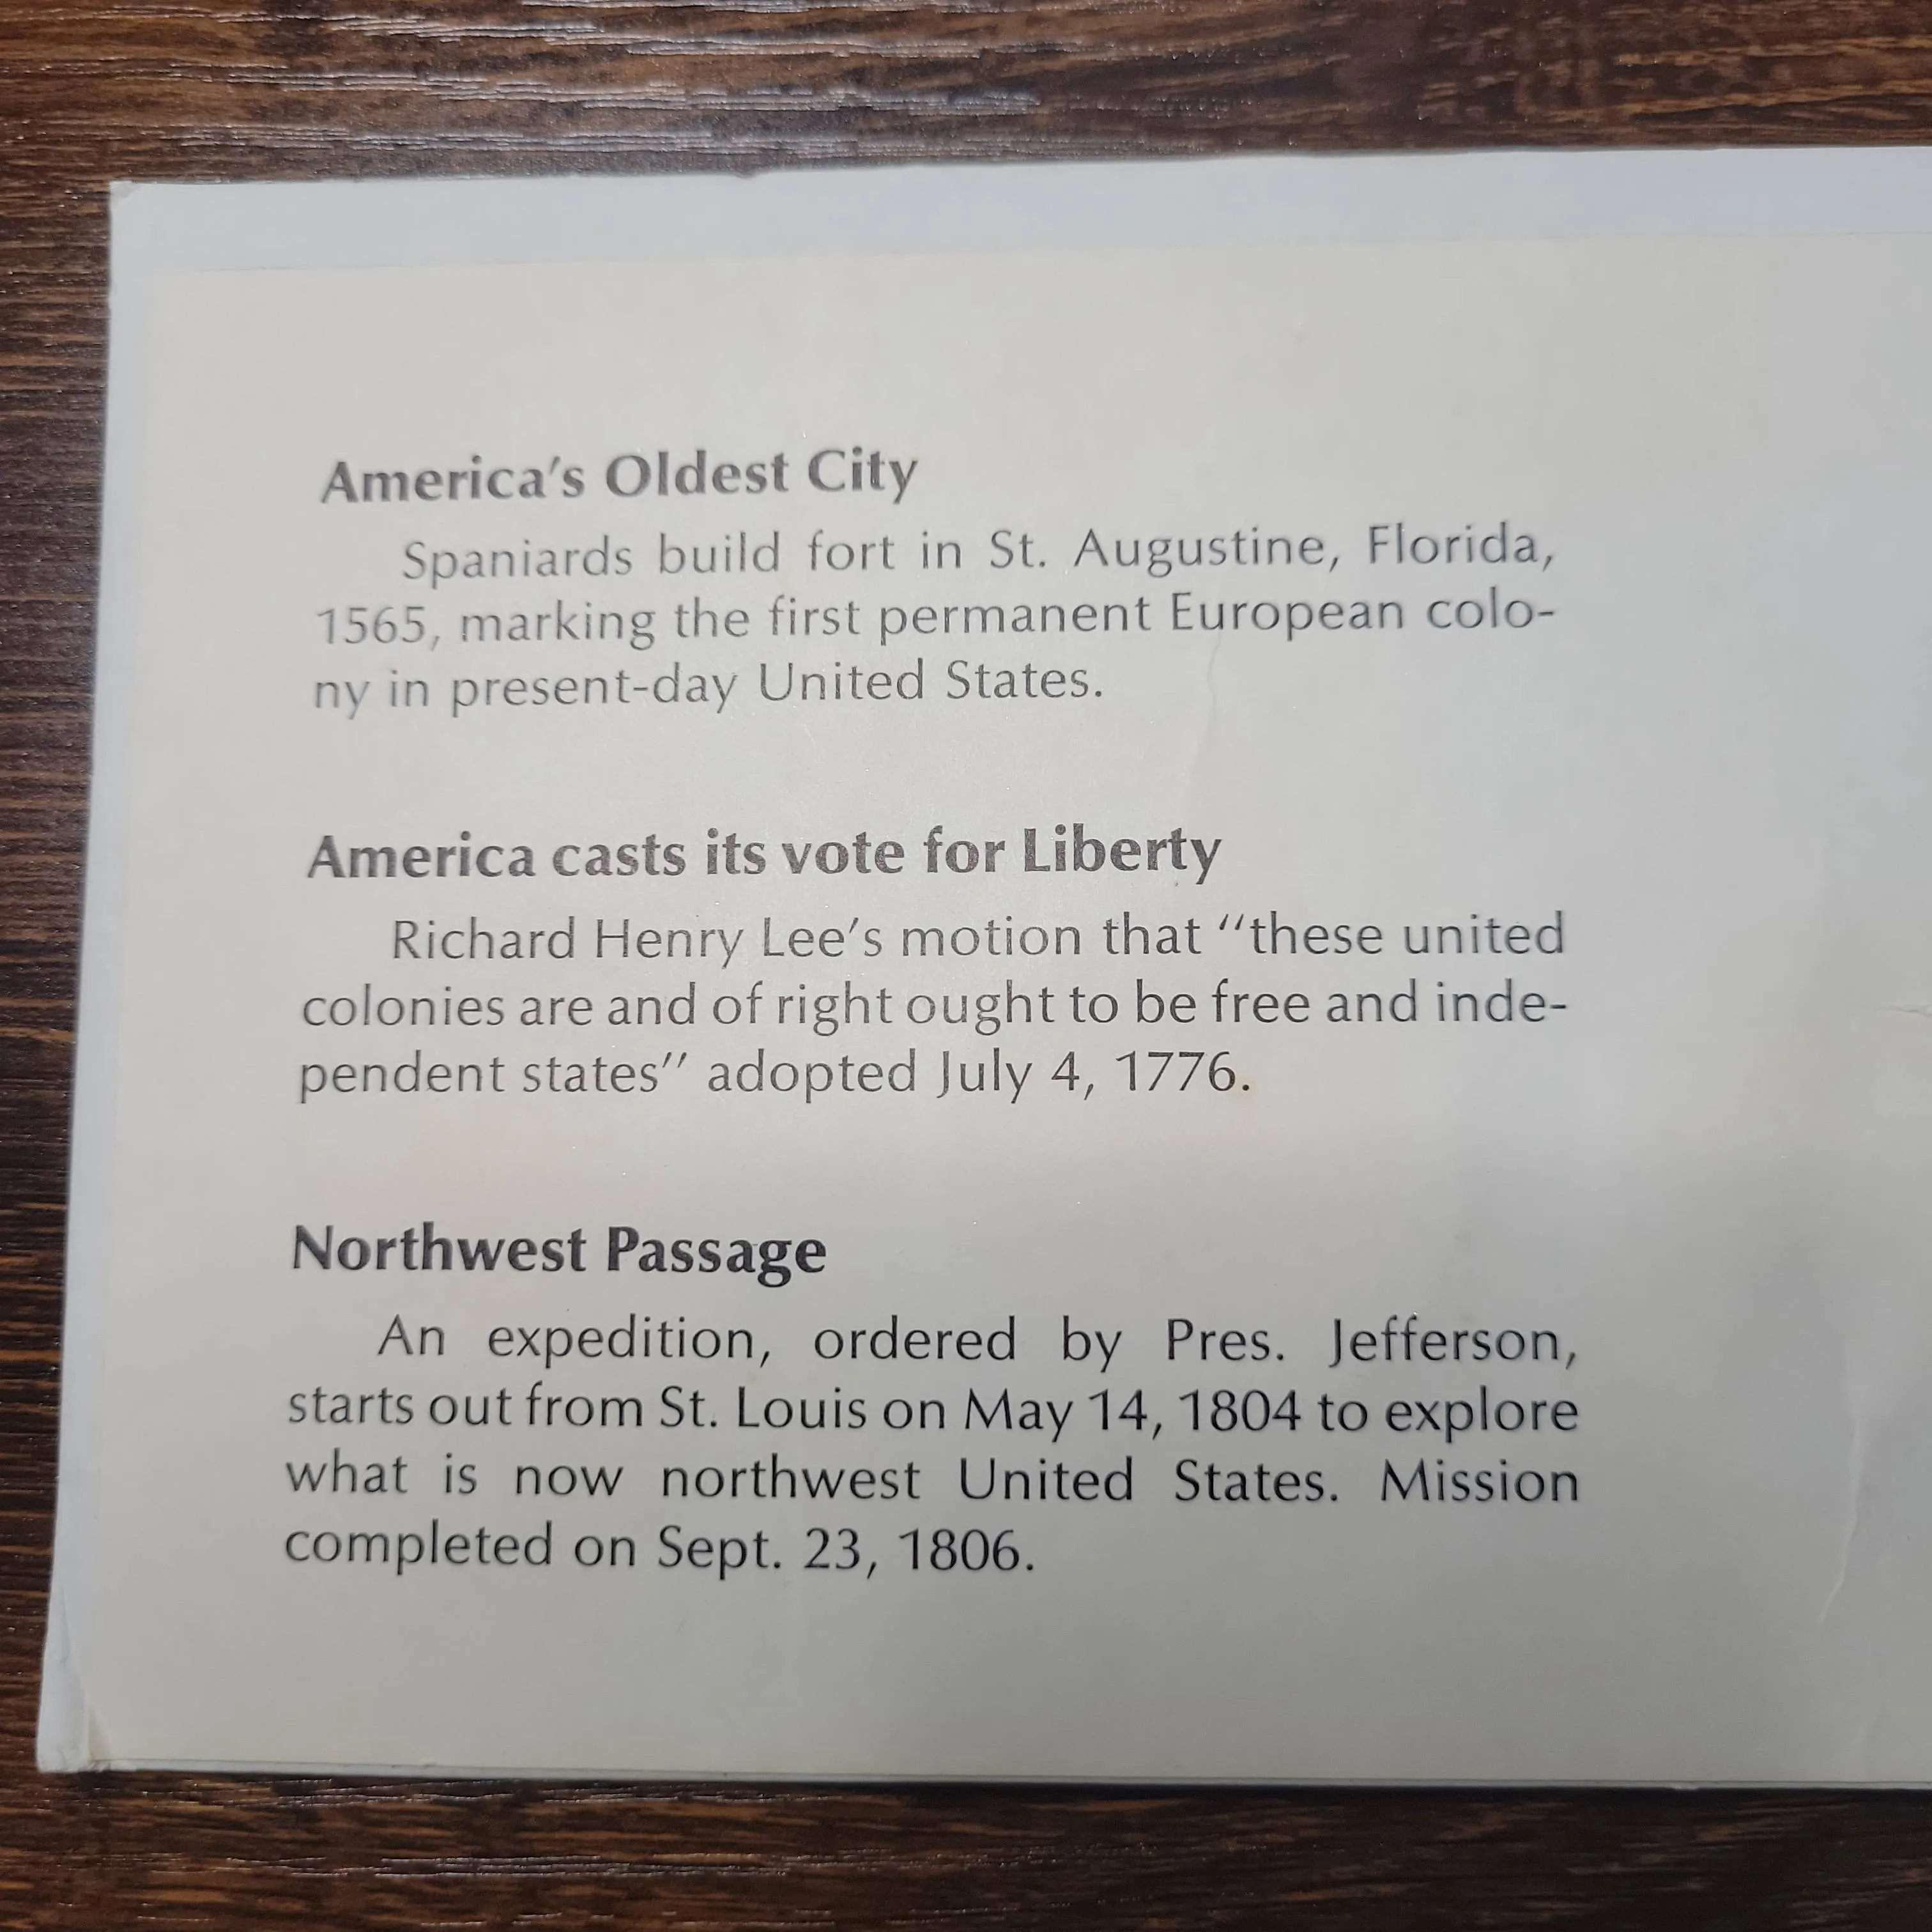 America's Oldest City
Spaniards build fort in St. Augustine, Florida,
1565, marking the first permanent European colo-
ny in present-day United States.
America casts its vote for Liberty
Richard Henry Lee's motion that "these united
colonies are and of right ought to be free and inde-
pendent states" adopted July 4, 1776.
Northwest Passage
An expedition, ordered by Pres. Jefferson,
starts out from St. Louis on May 14, 1804 to explore
what is now northwest United States. Mission
completed on Sept. 23, 1806.